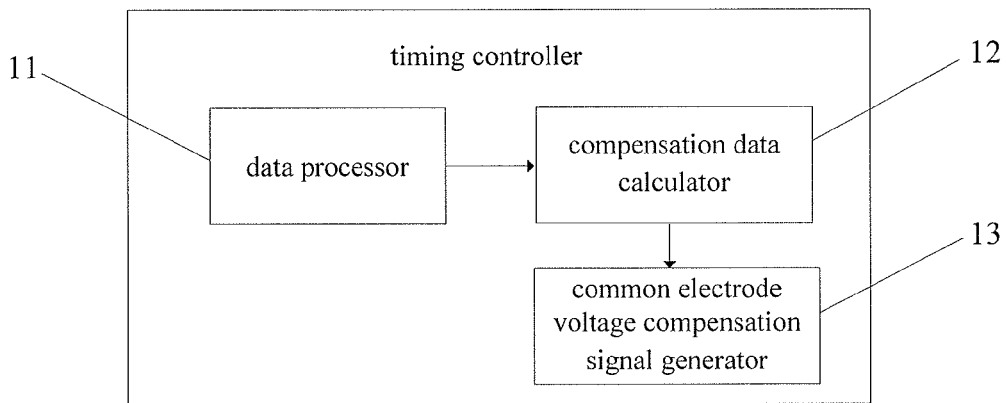 timing controller
11
12
data processor
compensation data
calculator
13
common electrode
voltage compensation
signal generator